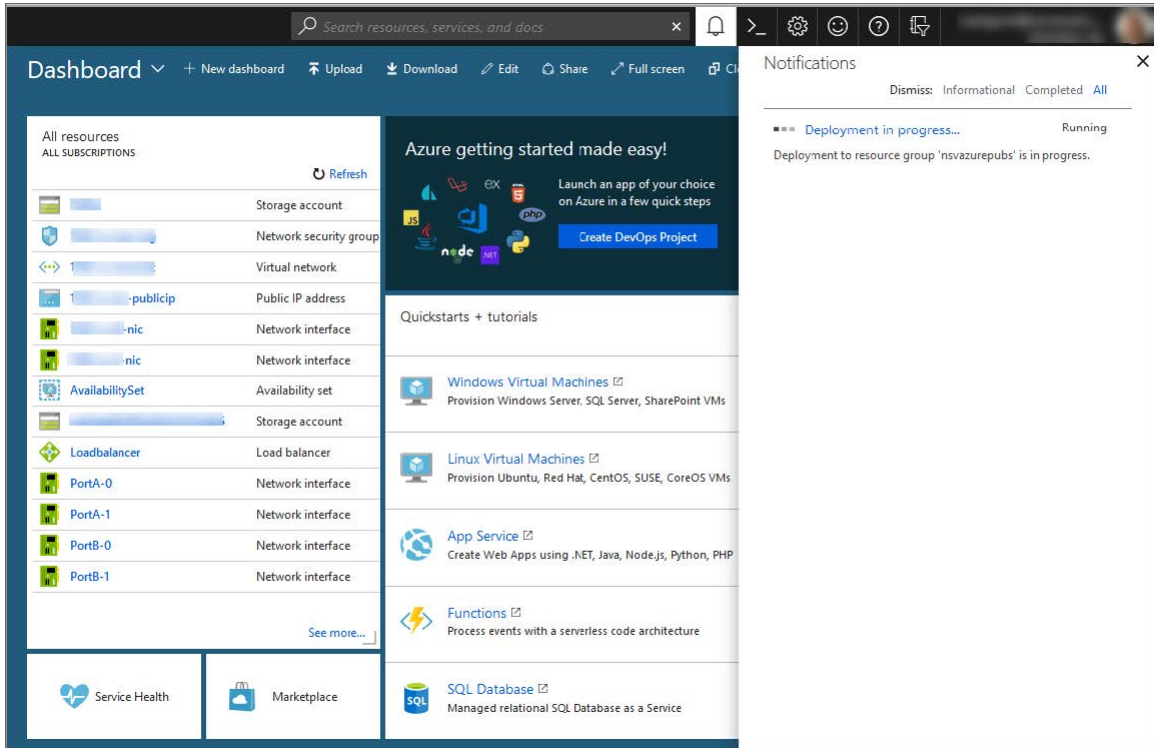 Search resources, services, and docs
Dashboard
New dashboard
Upload
Download
Edit
Share
Full screen
Notifications
Dismiss: Informational Completed All
Deployment in progress... Running
Deployment to resource group 'nsvazurepubs' is in progress.
All resources
ALL SUBSCRIPTIONS
Refresh
Storage account
Network security group
Virtual network
-publicip Public IP address
-nic Network interface
-nic Network interface
AvailabilitySet Availability set
Storage account
Loadbalancer Load balancer
PortA-0 Network interface
PortA-1 Network interface
PortB-0 Network interface
PortB-1 Network interface
See more...
Service Health
Marketplace
Azure getting started made easy!
Launch an app of your choice
on Azure in a few quick steps
Create DevOps Project
ex
JS
php
node
NET
Quickstarts + tutorials
Windows Virtual Machines
Provision Windows Server, SQL Server, SharePoint VMs
Linux Virtual Machines
Provision Ubuntu, Red Hat, CentOS, SUSE, CoreOS VMs
App Service
Create Web Apps using .NET, Java, Node.js, Python, PHP
Functions
Process events with a serverless code architecture
SQL
SQL Database
Managed relational SQL Database as a Service